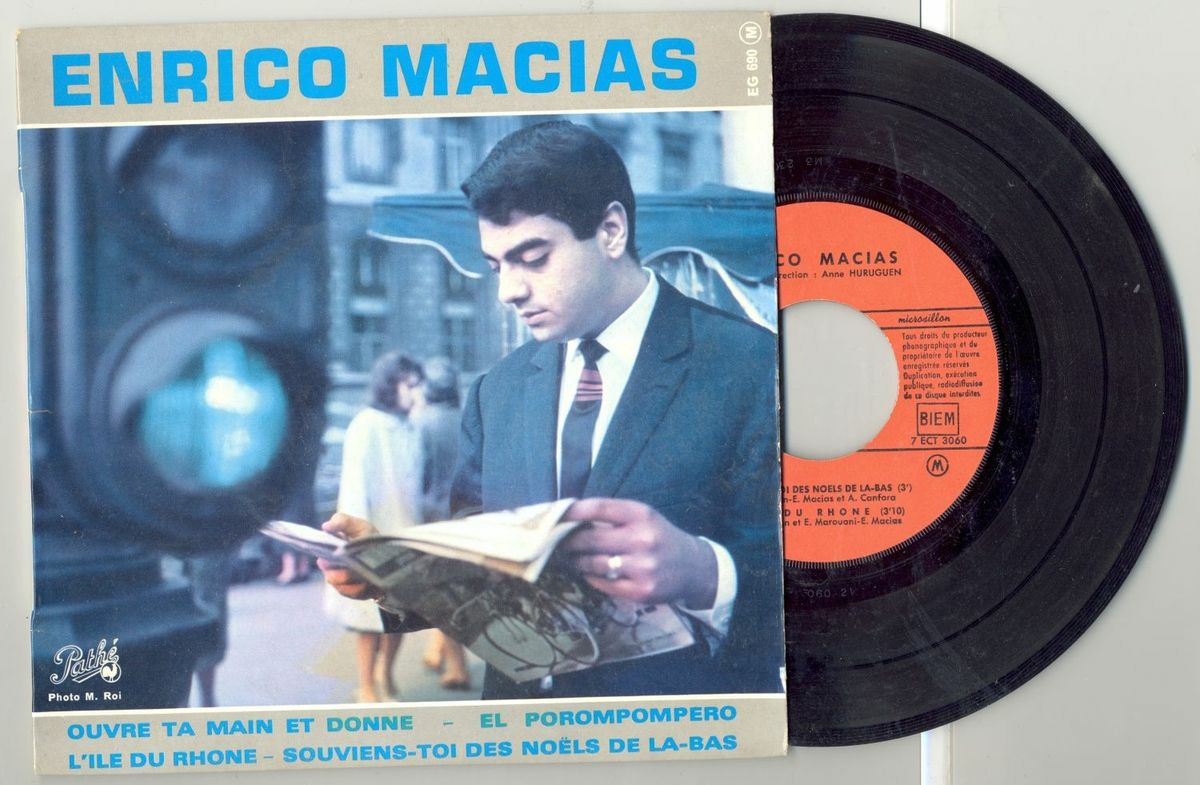 ENRICO MACIAS
EG 690 M
Pathé
Photo M. Roi
OUVRE TA MAIN ET DONNE – EL POROMPOMPERO
L'ILE DU RHONE – SOUVIENS-TOI DES NOËLS DE LA-BAS
CO MACIAS
rection : Anne HURUGUEN
microsillon
Tous droits du producteur
phonographique et du
propriétaire de l'œuvre
enregistrée réservés
Duplication, exécution
publique, radiodiffusion
de ce disque interdites.
BIEM
7 ECT 3060
M
OI DES NOELS DE LA-BAS (3')
n-E. Macias et A. Canfora
DU RHONE (3'10)
n et E. Marouani-E. Macias